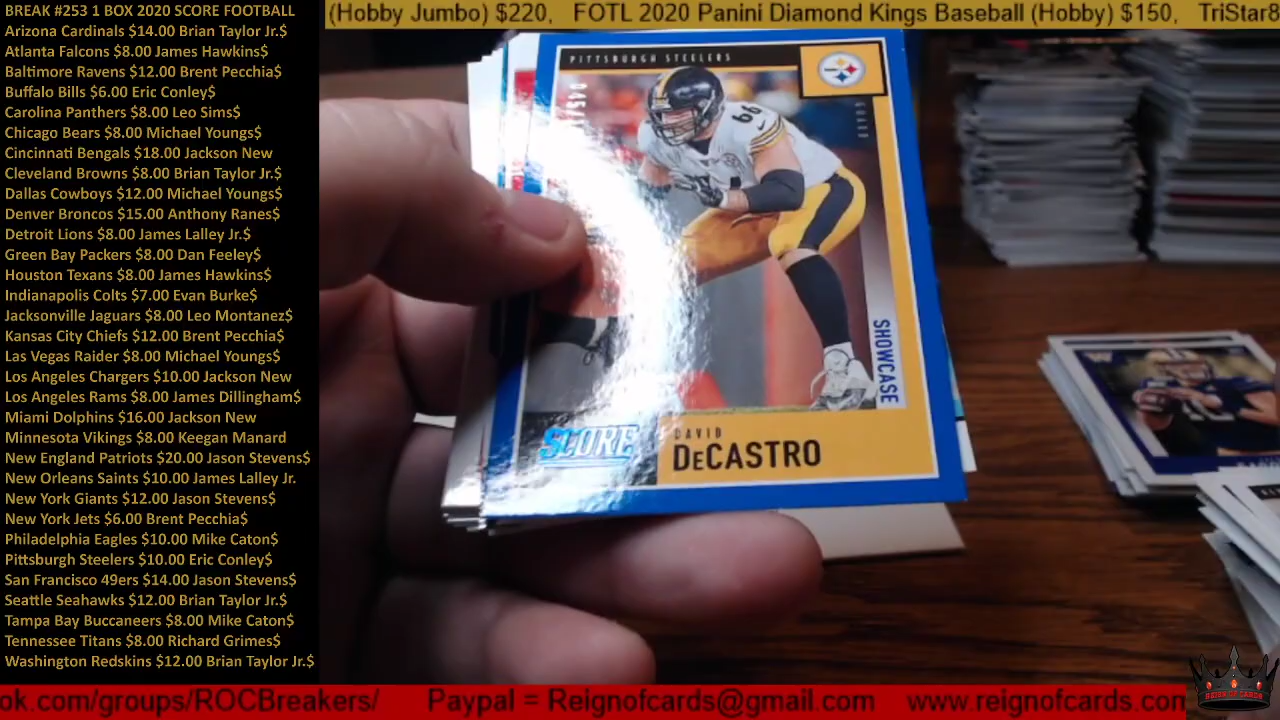 BREAK #253 1 BOX 2020 SCORE FOOTBALL
Arizona Cardinals $14.00 Brian Taylor Jr.$
Atlanta Falcons $8.00 James Hawkins$
Baltimore Ravens $12.00 Brent Pecchia$
Buffalo Bills $6.00 Eric Conley$
Carolina Panthers $8.00 Leo Sims$
Chicago Bears $8.00 Michael Youngs$
Cincinnati Bengals $18.00 Jackson New
Cleveland Browns $8.00 Brian Taylor Jr.$
Dallas Cowboys $12.00 Michael Youngs$
Denver Broncos $15.00 Anthony Ranes$
Detroit Lions $8.00 James Lalley Jr.$
Green Bay Packers $8.00 Dan Feeley$
Houston Texans $8.00 James Hawkins$
Indianapolis Colts $7.00 Evan Burke$
Jacksonville Jaguars $8.00 Leo Montanez$
Kansas City Chiefs $12.00 Brent Pecchia$
Las Vegas Raider $8.00 Michael Youngs$
Los Angeles Chargers $10.00 Jackson New
Los Angeles Rams $8.00 James Dillingham$
Miami Dolphins $16.00 Jackson New
Minnesota Vikings $8.00 Keegan Manard
New England Patriots $20.00 Jason Stevens$
New Orleans Saints $10.00 James Lalley Jr.
New York Giants $12.00 Jason Stevens$
New York Jets $6.00 Brent Pecchia$
Philadelphia Eagles $10.00 Mike Caton$
Pittsburgh Steelers $10.00 Eric Conley$
San Francisco 49ers $14.00 Jason Stevens$
Seattle Seahawks $12.00 Brian Taylor Jr.$
Tampa Bay Buccaneers $8.00 Mike Caton$
Tennessee Titans $8.00 Richard Grimes$
Washington Redskins $12.00 Brian Taylor Jr.$
(Hobby Jumbo) $220, FOTL 2020 Panini Diamond Kings Baseball (Hobby) $150, TriStar8
PITTSBURGH STEELERS
Steelers
66
SHOWCASE
SCORE
DAVID
DECASTRO
REIGN OF CARDS
ok.com/groups/ROCBreakers/ Paypal = Reignofcards@gmail.com www.reignofcards.com